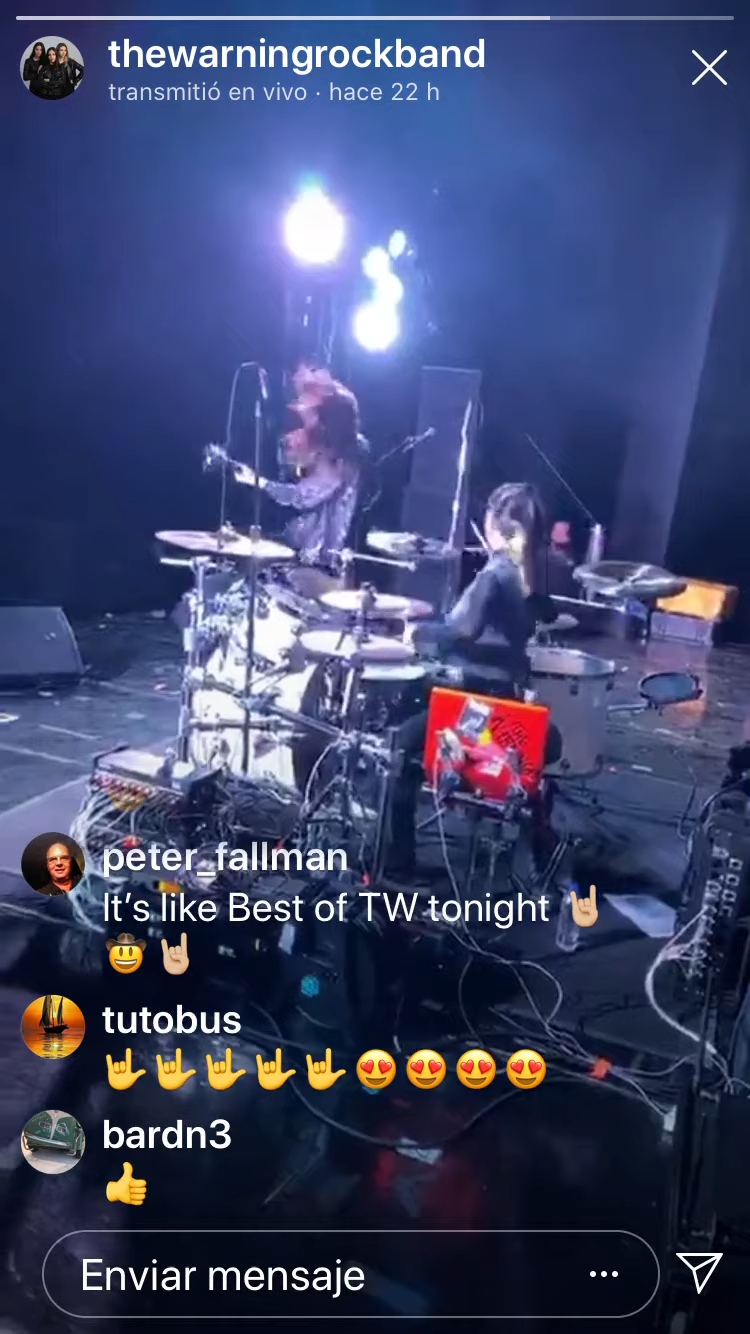 thewarningrockband
transmitió en vivo · hace 22 h
peter_fallman
It’s like Best of TW tonight 🤘🏼
🤠 🤘🏼
tutobus
🤟🤟🤟🤟🤟😍😍😍😍
bardn3
👍
Enviar mensaje